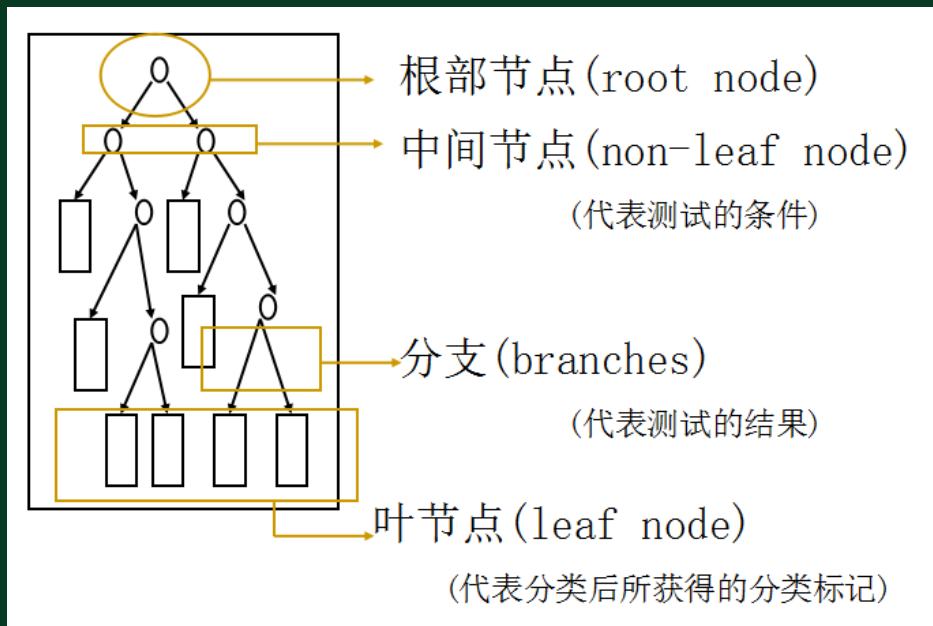 根部节点(root node)
中间节点(non-leaf node)
(代表测试的条件)
分支(branches)
(代表测试的结果)
叶节点(leaf node)
(代表分类后所获得的分类标记)